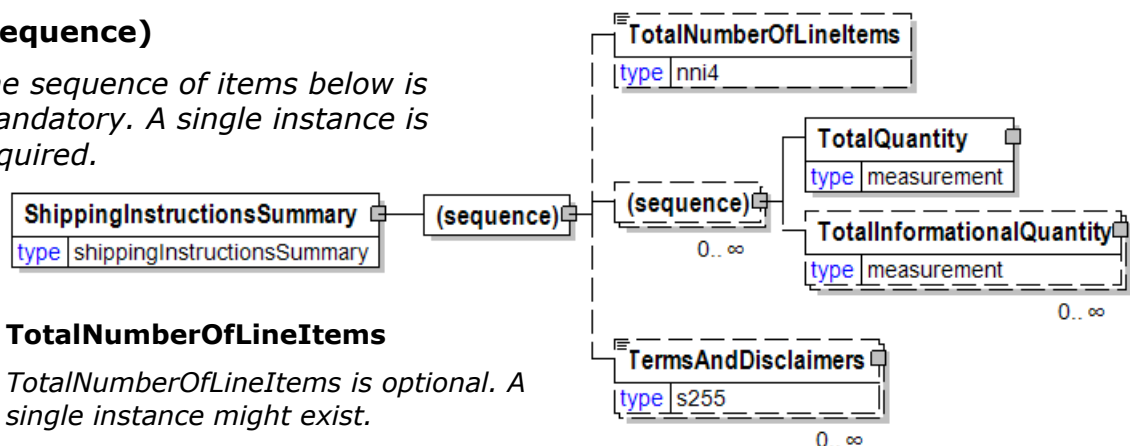 equence)
e sequence of items below is
andatory. A single instance is
quired.
ShippingInstructionsSummary
type shippingInstructionsSummary
(sequence)
TotalNumberOfLineItems
type nni4
(sequence)
0.. ∞
TotalQuantity
type measurement
TotalInformationalQuantity
type measurement
0.. ∞
TermsAndDisclaimers
type s255
0.. ∞
TotalNumberOfLineItems
TotalNumberOfLineItems is optional. A
single instance might exist.